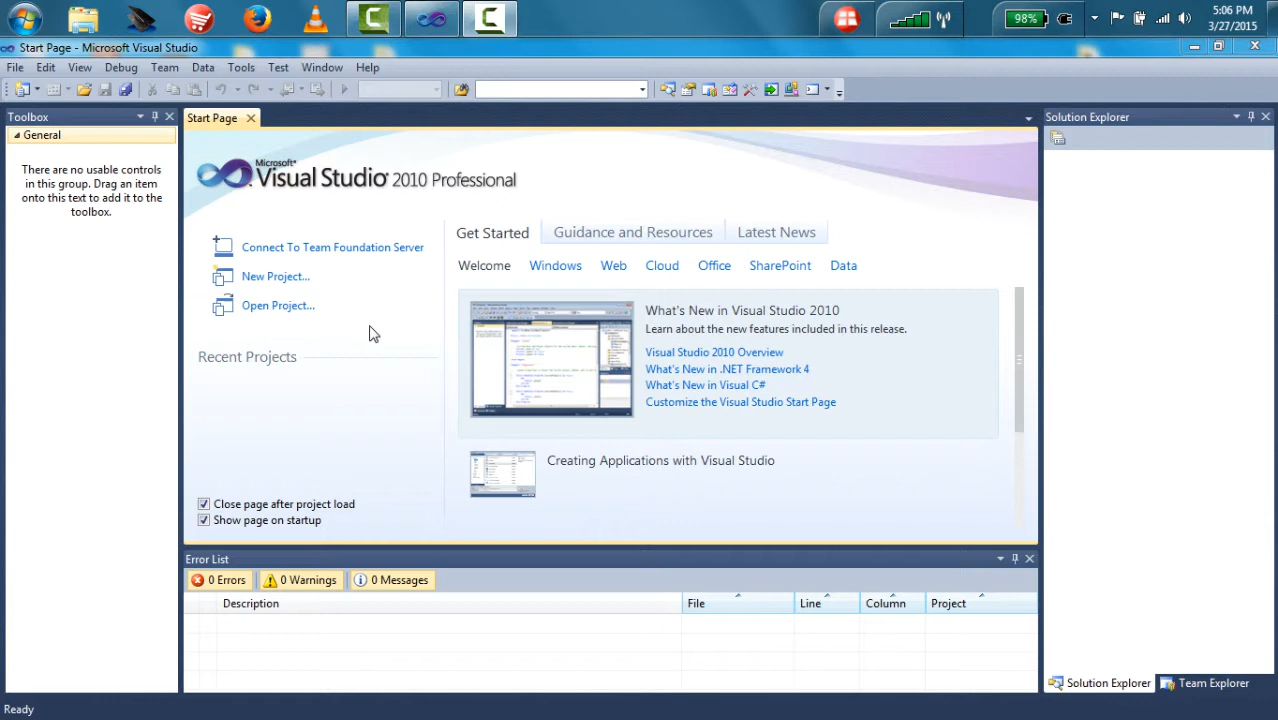 98%
5:06 PM
3/27/2015
Start Page - Microsoft Visual Studio
File Edit View Debug Team Data Tools Test Window Help
Toolbox
General
There are no usable controls
in this group. Drag an item
onto this text to add it to the
toolbox.
Start Page
Microsoft®
Visual Studio® 2010 Professional
Connect To Team Foundation Server
New Project...
Open Project...
Recent Projects
Close page after project load
Show page on startup
Get Started Guidance and Resources Latest News
Welcome Windows Web Cloud Office SharePoint Data
What's New in Visual Studio 2010
Learn about the new features included in this release.
Visual Studio 2010 Overview
What's New in .NET Framework 4
What's New in Visual C#
Customize the Visual Studio Start Page
Creating Applications with Visual Studio
Error List
0 Errors 0 Warnings 0 Messages
Description File Line Column Project
Solution Explorer
Solution Explorer Team Explorer
Ready